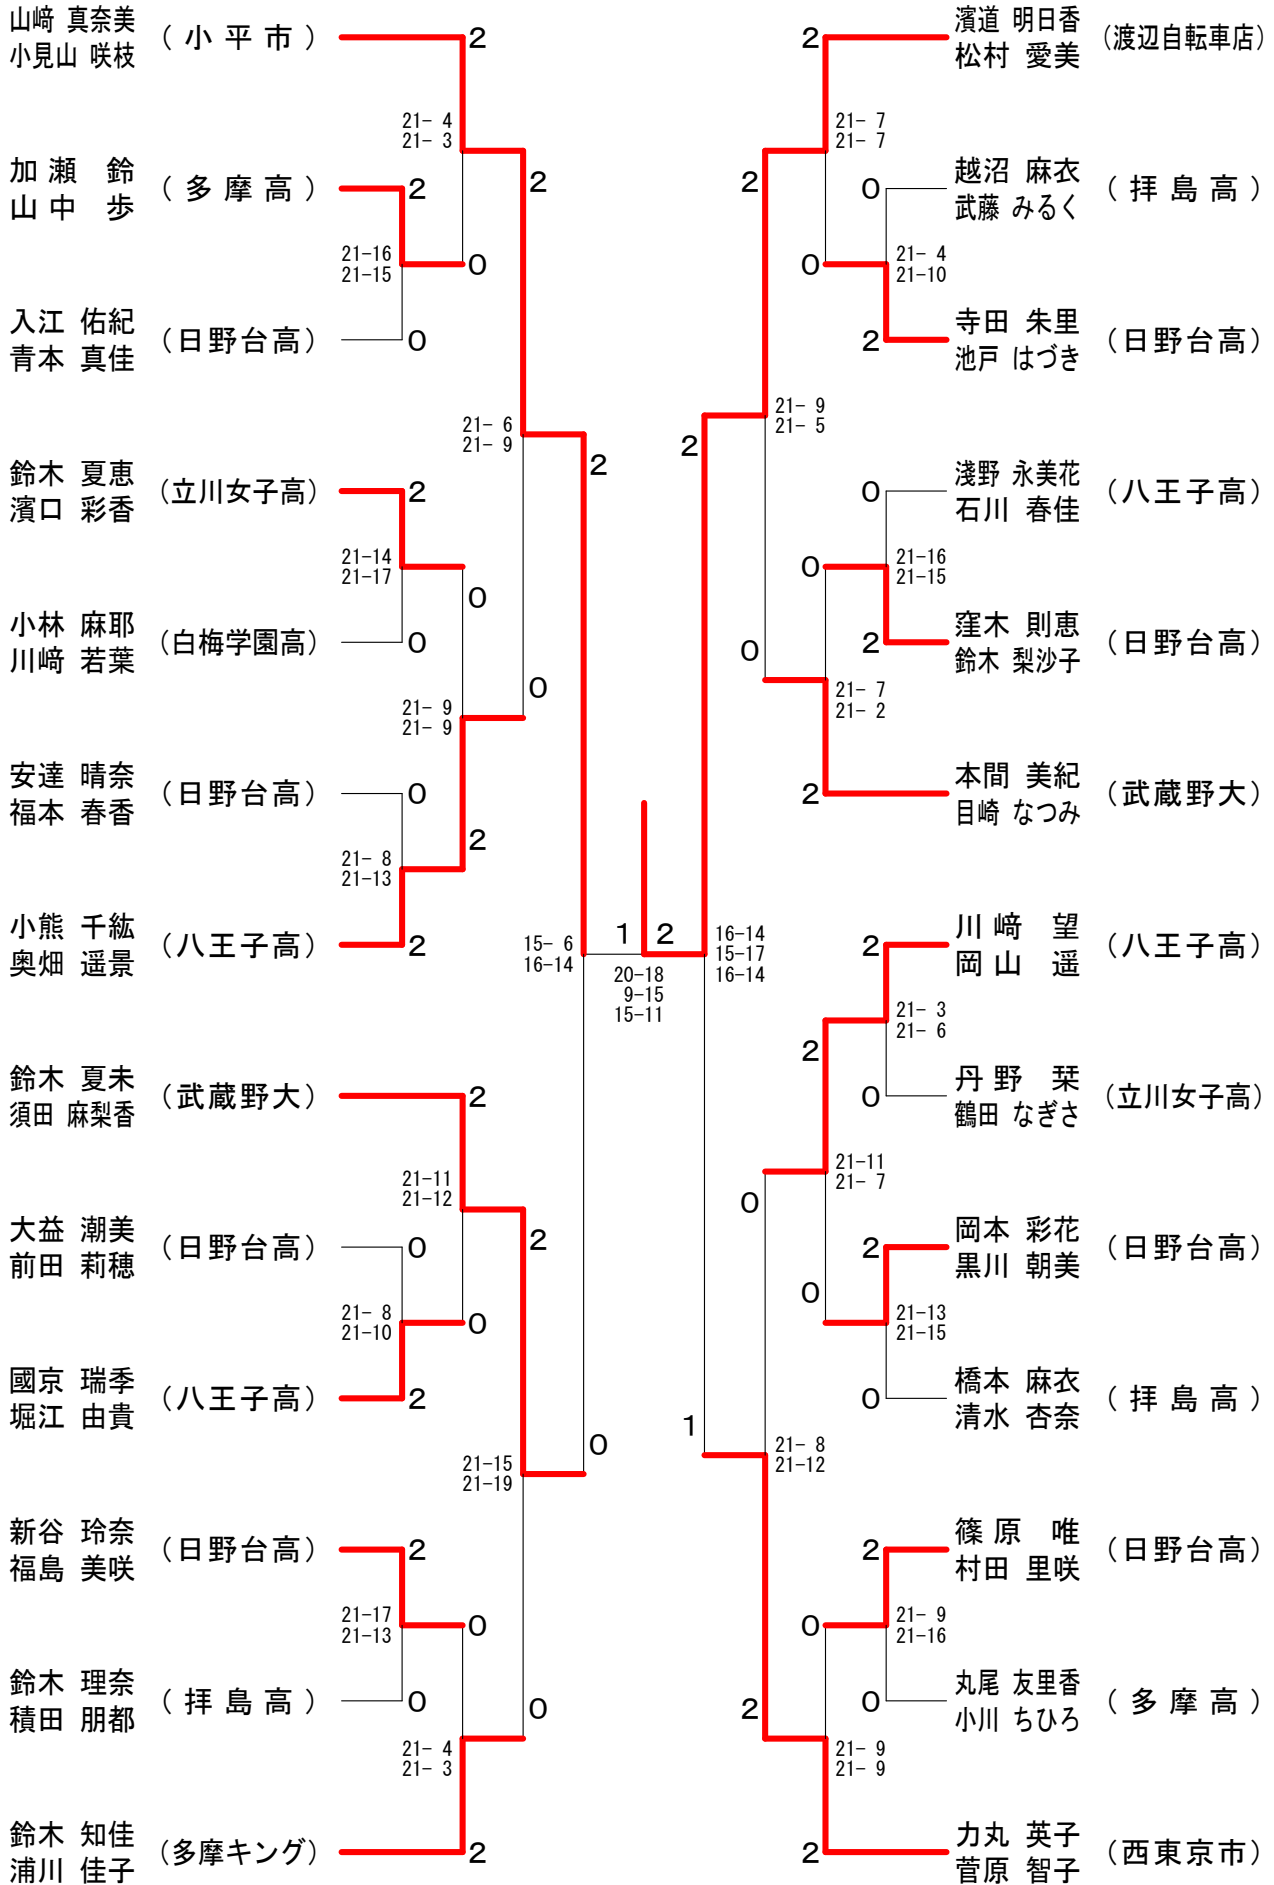 山﨑 真奈美
小見山 咲枝
(小平市)
2
21- 4
21- 3
加瀬 鈴
山中 歩
(多摩高)
2
2
21-16
21-15
0
入江 佑紀
青本 真佳
(日野台高)
0
21- 6
21- 9
2
鈴木 夏恵
濱口 彩香
(立川女子高)
2
21-14
21-17
0
小林 麻耶
川﨑 若葉
(白梅学園高)
0
0
21- 9
21- 9
安達 晴奈
福本 春香
(日野台高)
0
2
21- 8
21-13
小熊 千紘
奥畑 遥景
(八王子高)
2
15- 6
16-14
1
2
20-18
9-15
15-11
鈴木 夏未
須田 麻梨香
(武蔵野大)
2
21-11
21-12
大益 潮美
前田 莉穂
(日野台高)
0
2
21- 8
21-10
0
國京 瑞季
堀江 由貴
(八王子高)
2
0
21-15
21-19
新谷 玲奈
福島 美咲
(日野台高)
2
21-17
21-13
0
鈴木 理奈
積田 朋都
(拝島高)
0
0
21- 4
21- 3
鈴木 知佳
浦川 佳子
(多摩キング)
2
2
濱道 明日香
松村 愛美
(渡辺自転車店)
21- 7
21- 7
2
0
越沼 麻衣
武藤 みるく
(拝島高)
0
21- 4
21-10
2
寺田 朱里
池戸 はづき
(日野台高)
21- 9
21- 5
2
0
淺野 永美花
石川 春佳
(八王子高)
0
21-16
21-15
0
2
窪木 則恵
鈴木 梨沙子
(日野台高)
21- 7
21- 2
2
本間 美紀
目崎 なつみ
(武蔵野大)
16-14
15-17
16-14
2
川﨑 望
岡山 遥
(八王子高)
21- 3
21- 6
2
0
丹野 栞
鶴田 なぎさ
(立川女子高)
21-11
21- 7
0
2
岡本 彩花
黒川 朝美
(日野台高)
0
21-13
21-15
0
橋本 麻衣
清水 杏奈
(拝島高)
1
21- 8
21-12
2
篠原 唯
村田 里咲
(日野台高)
0
21- 9
21-16
2
0
丸尾 友里香
小川 ちひろ
(多摩高)
21- 9
21- 9
2
力丸 英子
菅原 智子
(西東京市)